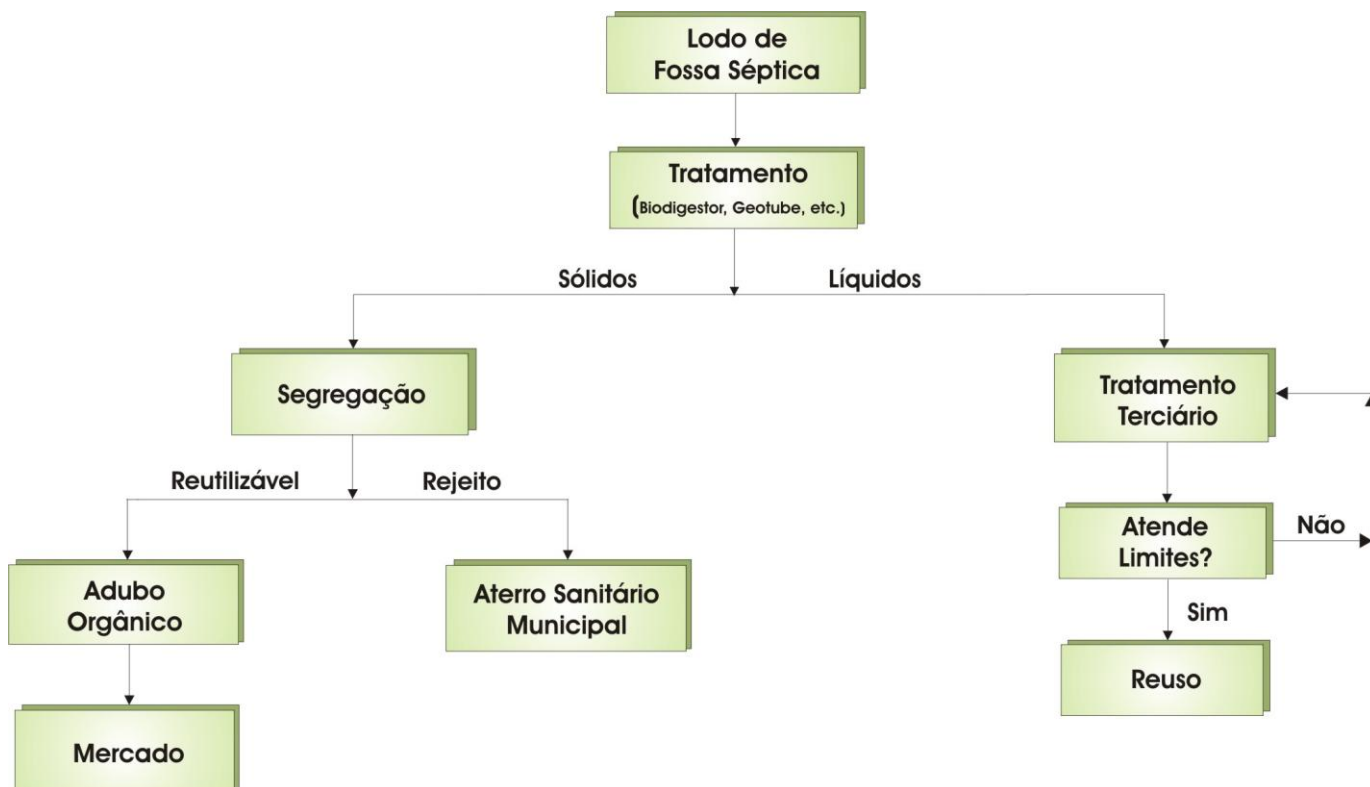 Lodo de
Fossa Séptica
Tratamento
(Biodigestor, Geotube, etc.)
Sólidos
Líquidos
Segregação
Tratamento
Terciário
Reutilizável
Rejeito
Atende
Limites?
Não
Adubo
Orgânico
Aterro Sanitário
Municipal
Sim
Reuso
Mercado